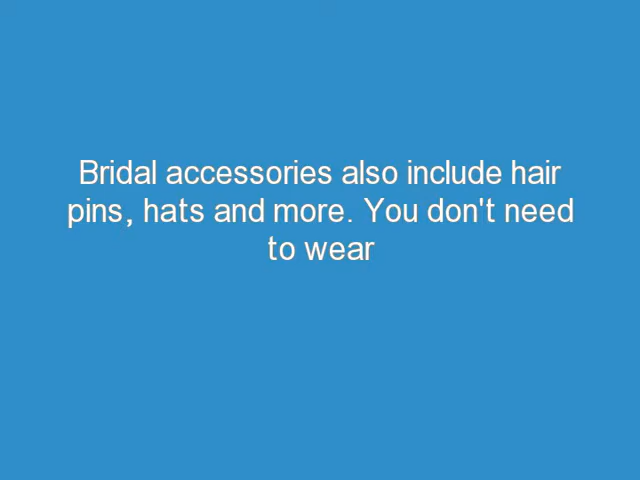 Bridal accessories also include hair
pins, hats and more. You don't need
to wear